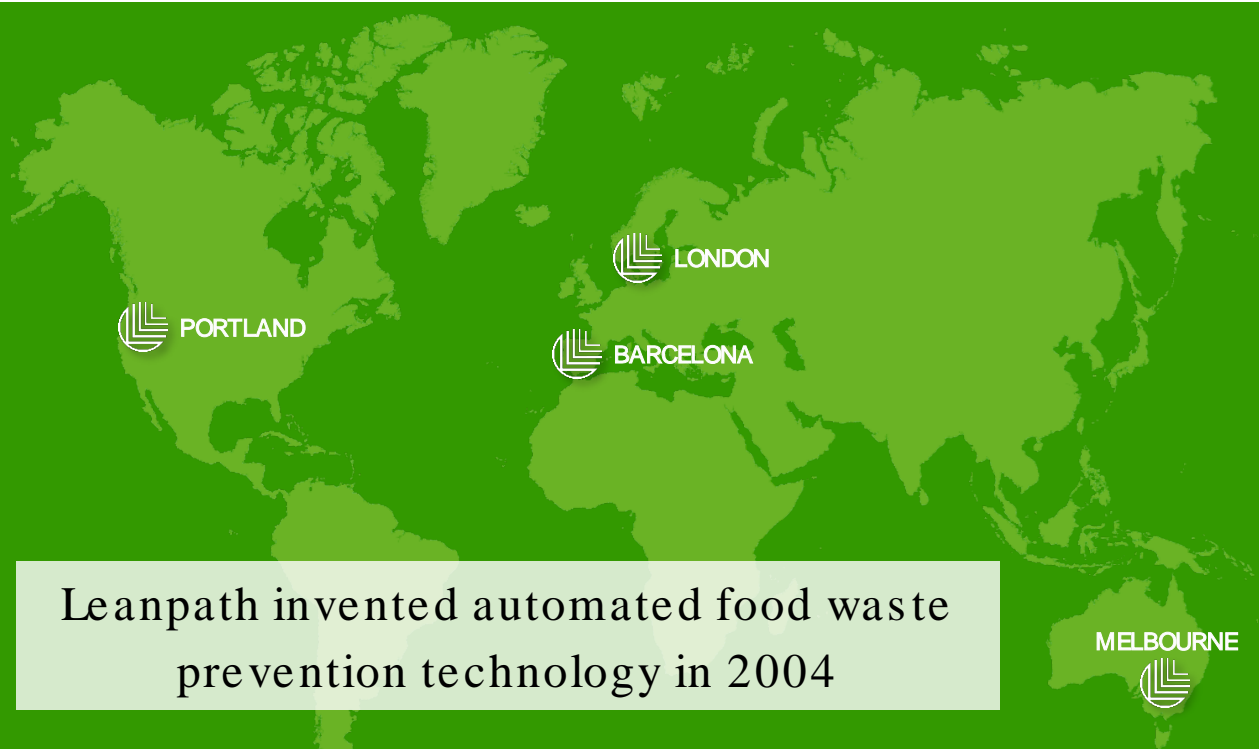 LONDON
PORTLAND
BARCELONA
Leanpath invented automated food waste
prevention technology in 2004
MELBOURNE